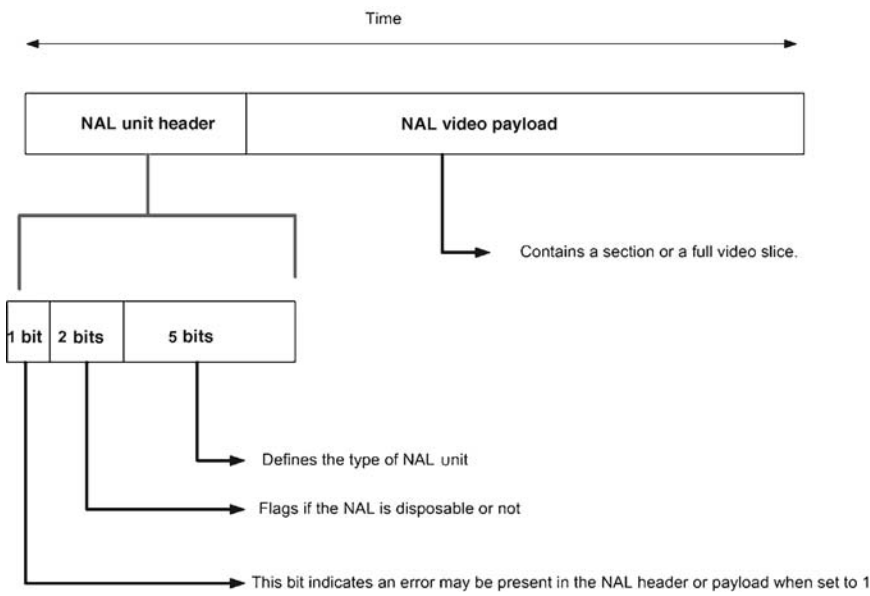 Time
NAL unit header
NAL video payload
Contains a section or a full video slice.
1 bit
2 bits
5 bits
Defines the type of NAL unit
Flags if the NAL is disposable or not
This bit indicates an error may be present in the NAL header or payload when set to 1